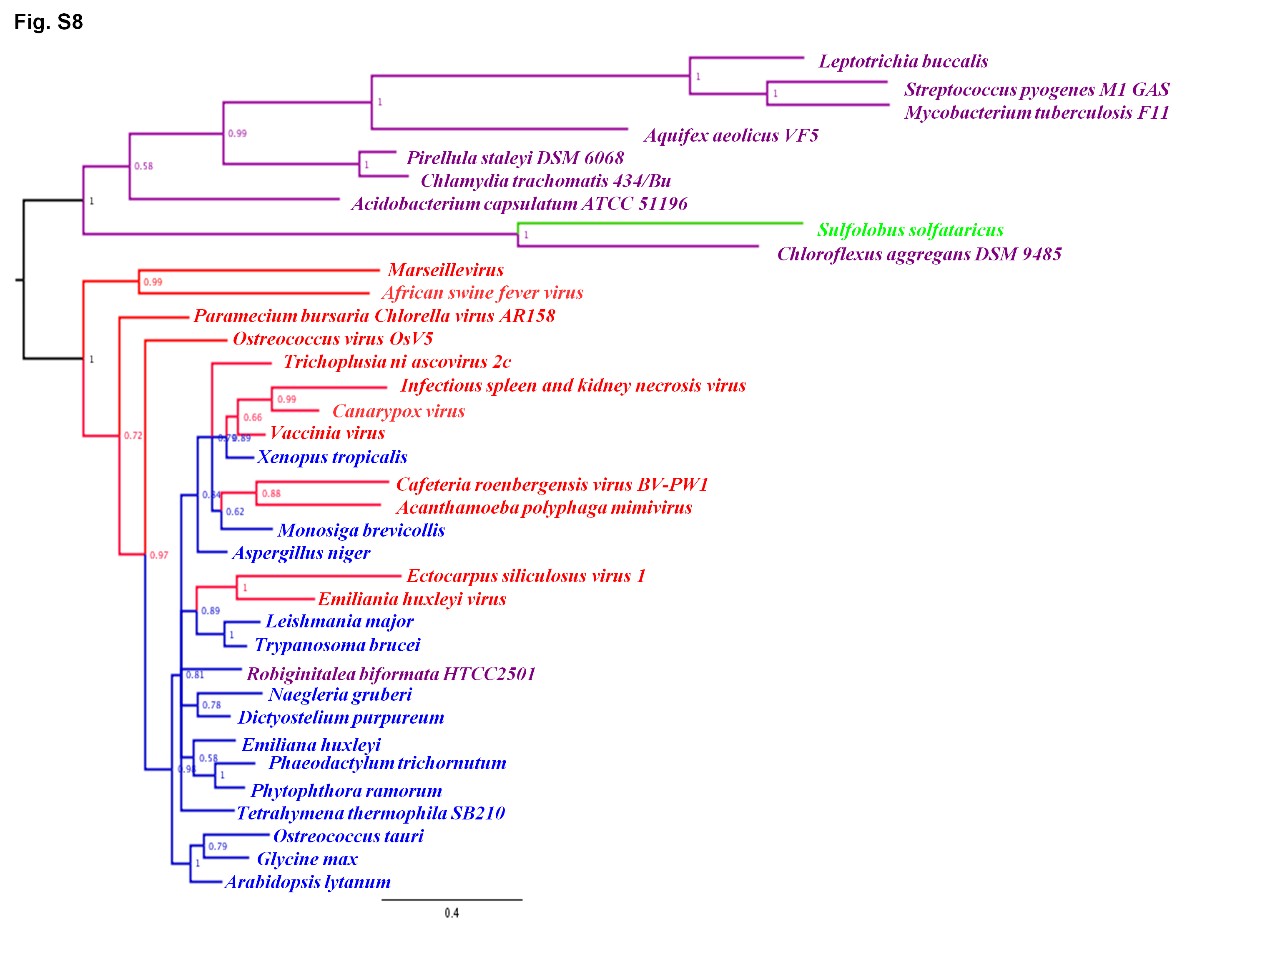 Fig. S8
Leptotrichia buccalis
1
Streptococcus pyogenes M1 GAS
1
Mycobacterium tuberculosis F11
1
0.99
Aquifex aeolicus VF5
Pirellula staleyi DSM 6068
1
0.58
Chlamydia trachomatis 434/Bu
1
Acidobacterium capsulatum ATCC 51196
Sulfolobus solfataricus
1
Chloroflexus aggregans DSM 9485
Marseillevirus
0.99
African swine fever virus
Paramecium bursaria Chlorella virus AR158
Ostreococcus virus OsV5
1
Trichoplusia ni ascovirus 2c
Infectious spleen and kidney necrosis virus
0.99
Canarypox virus
0.66
Vaccinia virus
0.72
0.89
Xenopus tropicalis
Cafeteria roenbergensis virus BV-PW1
0.88
Acanthamoeba polyphaga mimivirus
0.62
Monosiga brevicollis
Aspergillus niger
0.97
Ectocarpus siliculosus virus 1
1
Emiliania huxleyi virus
0.89
Leishmania major
1
Trypanosoma brucei
Robiginitalea biformata HTCC2501
0.81
Naegleria gruberi
0.78
Dictyostelium purpureum
Emiliana huxleyi
0.58
Phaeodactylum trichornutum
1
Phytophthora ramorum
Tetrahymena thermophila SB210
Ostreococcus tauri
0.79
Glycine max
1
Arabidopsis lytanum
0.4